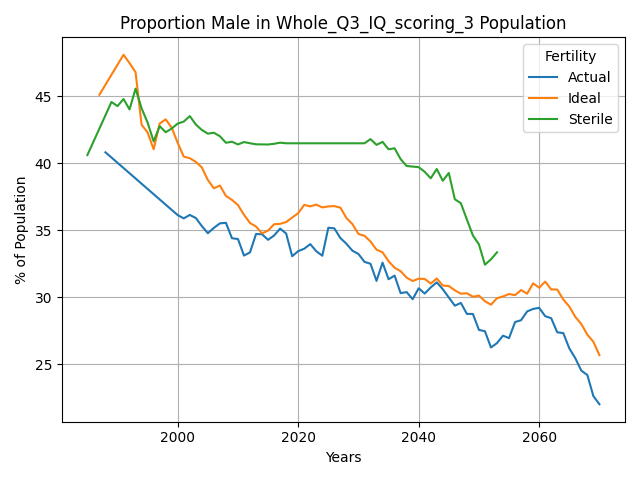 Proportion Male in Whole_Q3_IQ_scoring_3 Population
Fertility
Actual
Ideal
Sterile
% of Population
45
40
35
30
25
2000
2020
2040
2060
Years